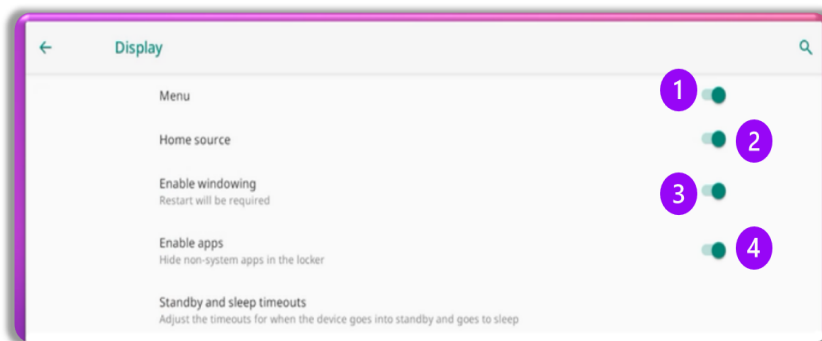 Display
Menu
1
Home source
2
Enable windowing
Restart will be required
3
Enable apps
Hide non-system apps in the locker
4
Standby and sleep timeouts
Adjust the timeouts for when the device goes into standby and goes to sleep